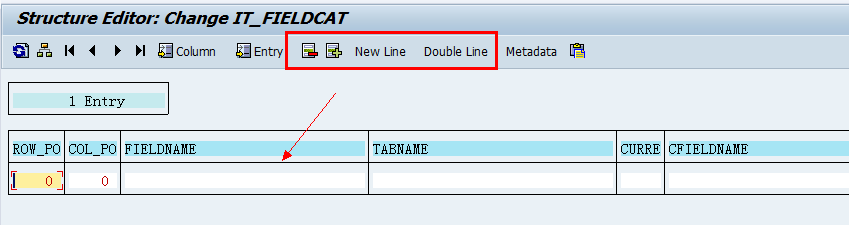 Structure Editor: Change IT_FIELDCAT
Column Entry New Line Double Line Metadata
1 Entry
ROW_PO COL_PO FIELDNAME TABNAME CURRE CFIELDNAME
0 0